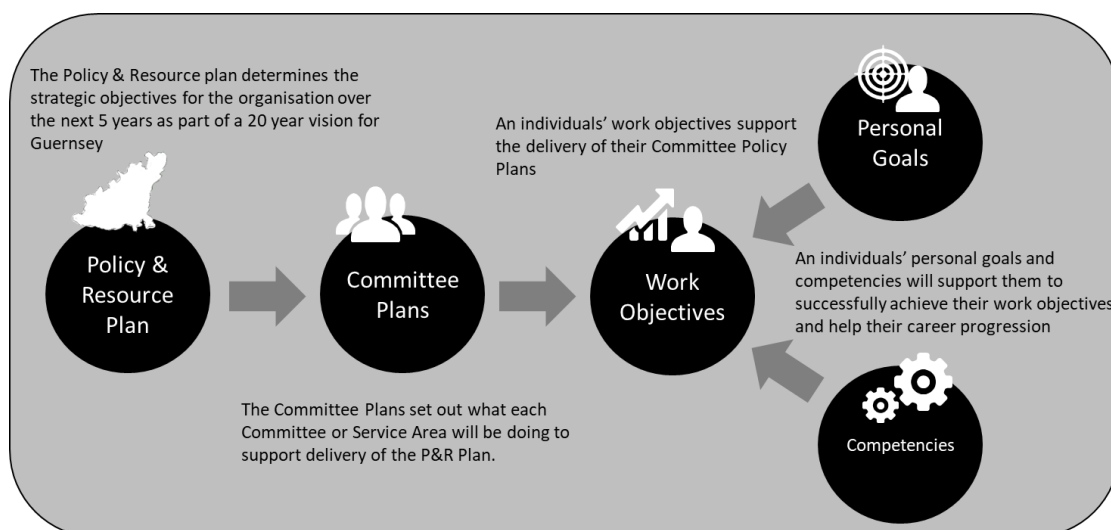 The Policy & Resource plan determines the
strategic objectives for the organisation over
the next 5 years as part of a 20 year vision for
Guernsey
Policy &
Resource
Plan
Committee
Plans
The Committee Plans set out what each
Committee or Service Area will be doing to
support delivery of the P&R Plan.
An individuals’ work objectives support
the delivery of their Committee Policy
Plans
Work
Objectives
Personal
Goals
An individuals’ personal goals and
competencies will support them to
successfully achieve their work objectives
and help their career progression
Competencies